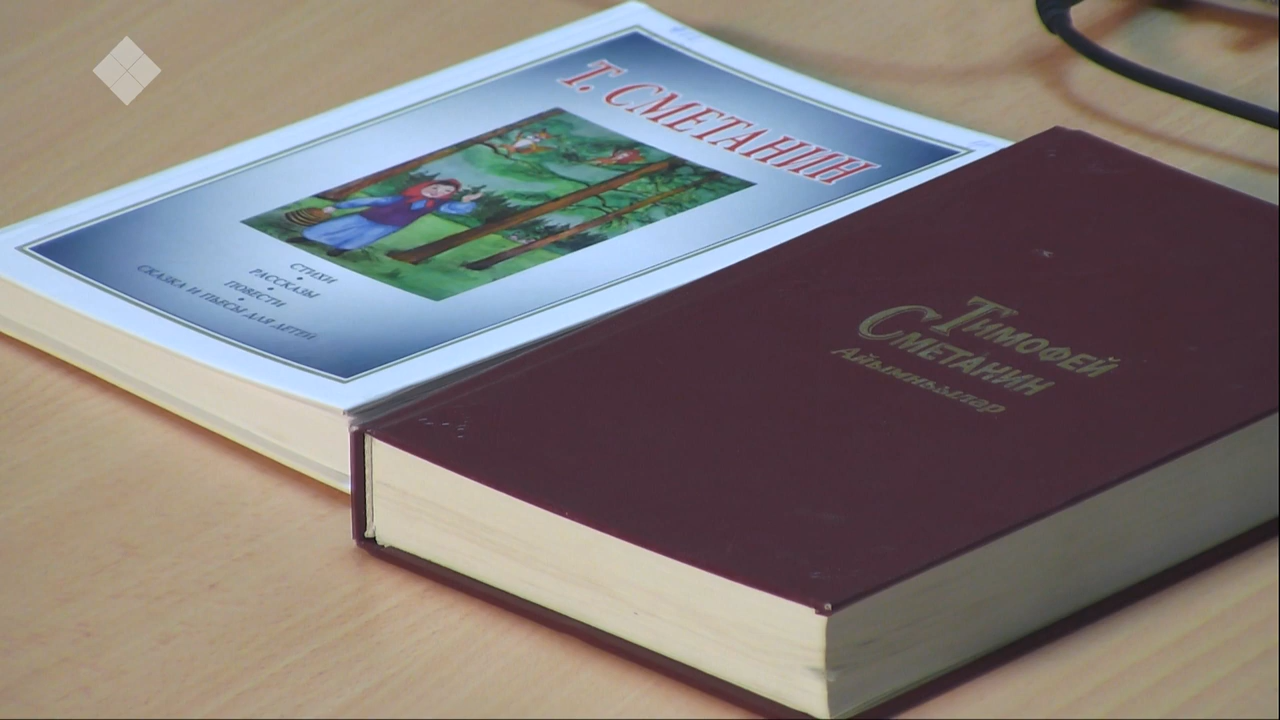 Т. СМЕТАНИН
СТИХИ
РАССКАЗЫ
ПОВЕСТИ
СКАЗКА И ПЬЕСЫ ДЛЯ ДЕТЕЙ
ТИМОФЕЙ
СМЕТАНИН
Айымньылар